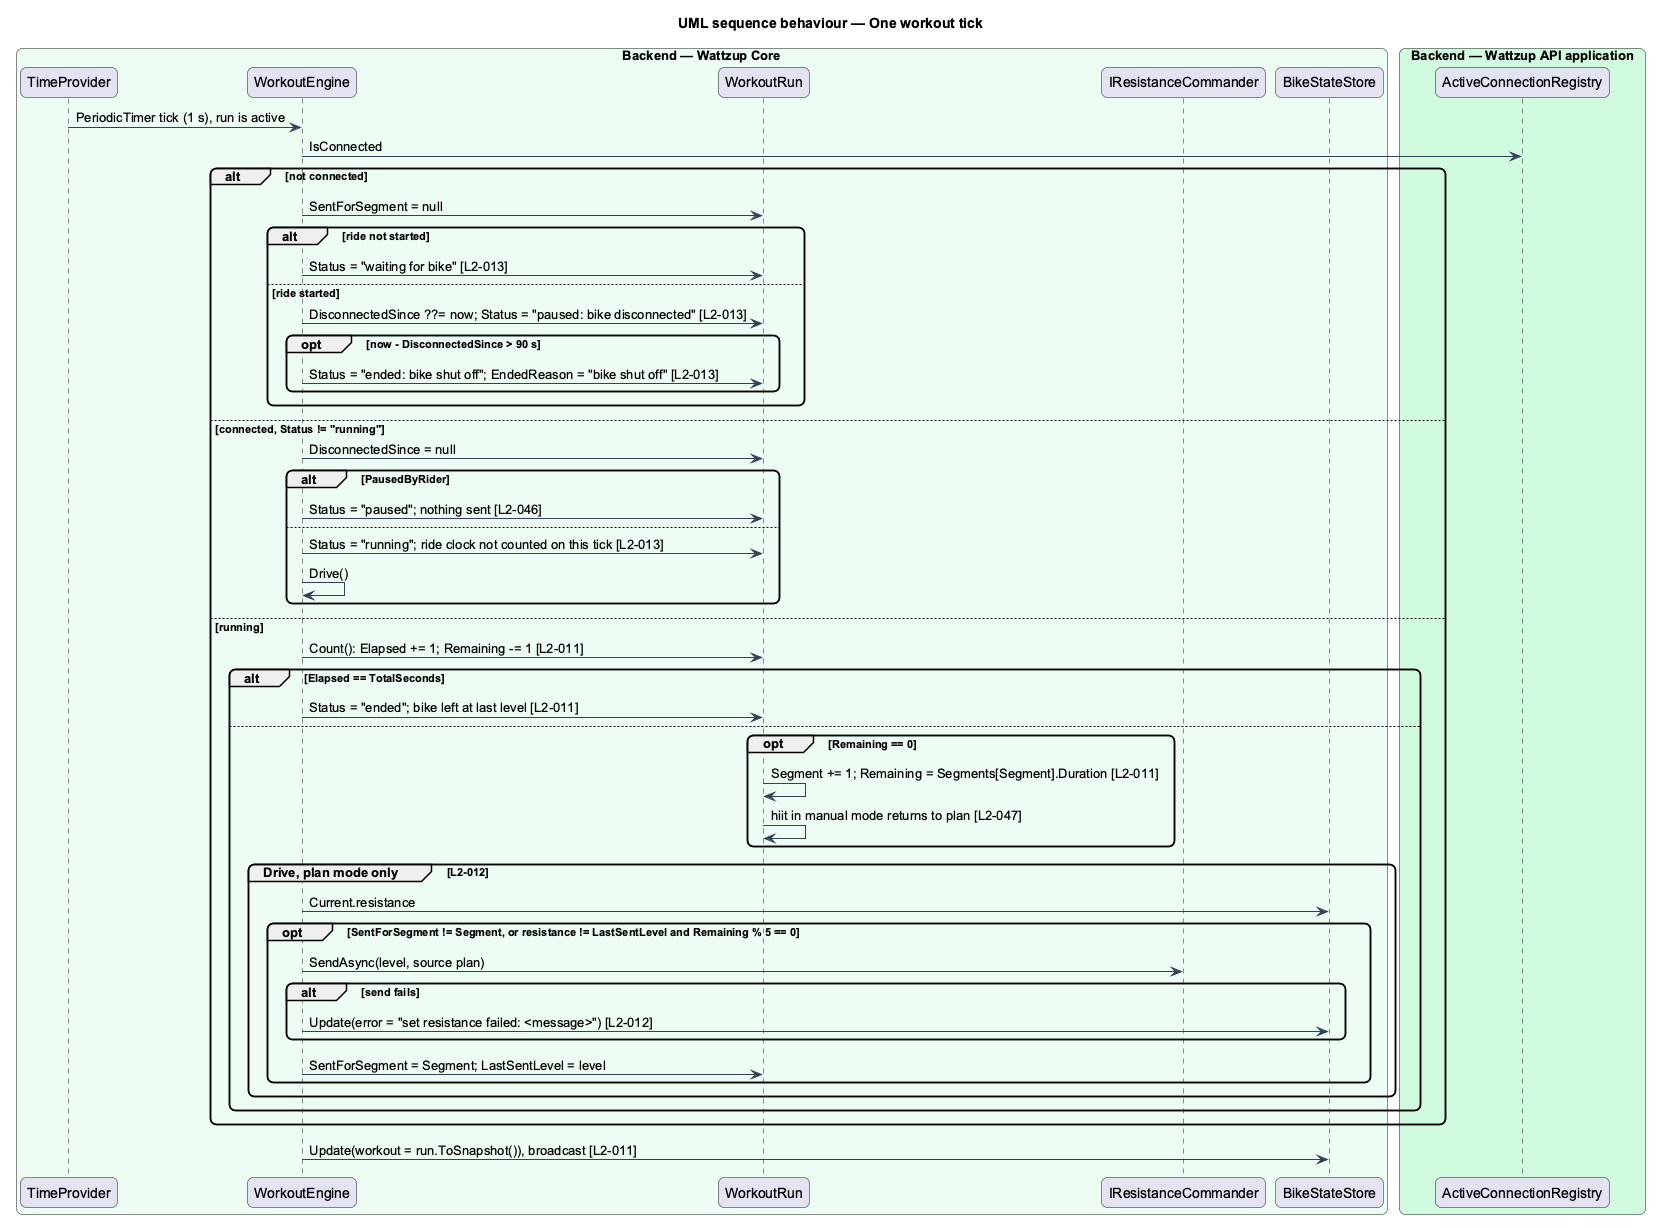 UML sequence behaviour — One workout tick
Backend — Wattzup Core
Backend — Wattzup API application
TimeProvider
WorkoutEngine
WorkoutRun
IResistanceCommander
BikeStateStore
ActiveConnectionRegistry
PeriodicTimer tick (1 s), run is active
IsConnected
alt [not connected]
SentForSegment = null
alt [ride not started]
Status = "waiting for bike" [L2-013]
[ride started]
DisconnectedSince ??= now; Status = "paused: bike disconnected" [L2-013]
opt [now - DisconnectedSince > 90 s]
Status = "ended: bike shut off"; EndedReason = "bike shut off" [L2-013]
[connected, Status != "running"]
DisconnectedSince = null
alt [PausedByRider]
Status = "paused"; nothing sent [L2-046]
Status = "running"; ride clock not counted on this tick [L2-013]
Drive()
[running]
Count(): Elapsed += 1; Remaining -= 1 [L2-011]
alt [Elapsed == TotalSeconds]
Status = "ended"; bike left at last level [L2-011]
opt [Remaining == 0]
Segment += 1; Remaining = Segments[Segment].Duration [L2-011]
hiit in manual mode returns to plan [L2-047]
Drive, plan mode only [L2-012]
Current.resistance
opt [SentForSegment != Segment, or resistance != LastSentLevel and Remaining % 5 == 0]
SendAsync(level, source plan)
alt [send fails]
Update(error = "set resistance failed: <message>") [L2-012]
SentForSegment = Segment; LastSentLevel = level
Update(workout = run.ToSnapshot()), broadcast [L2-011]
TimeProvider
WorkoutEngine
WorkoutRun
IResistanceCommander
BikeStateStore
ActiveConnectionRegistry